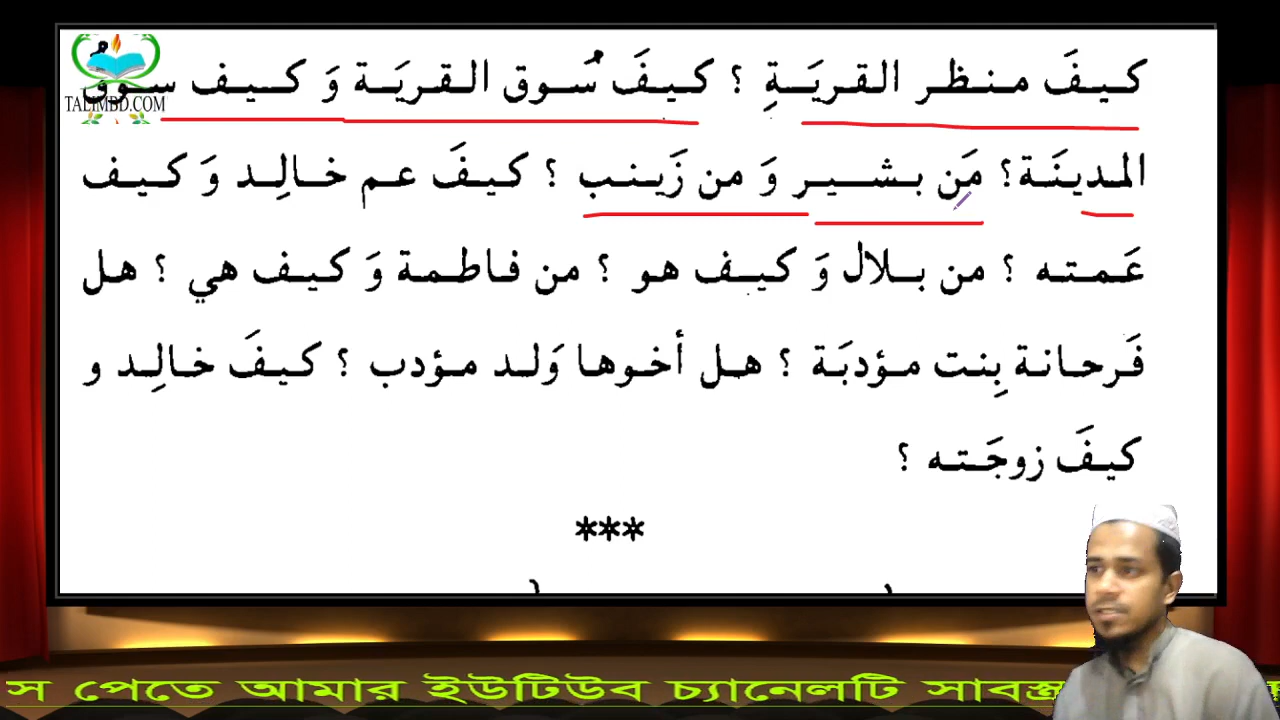 كيفَ منظر القريَةِ ؟ كيفَ سُوق القريَة وَ كيف سوقُ
TALIMBD.COM
المدينَة؟ مَن بشير وَ من زَينب ؟ كيفَ عم خالِد وَ كيف
عَمته ؟ من بلال وَ كيف هو ؟ من فاطمة وَ كيف هي ؟ هل
فَرحانة بِنت مؤدبَة ؟ هل أخوها وَلد مؤدب ؟ كيفَ خالِد و
كيفَ زوجَته ؟
***
স পেতে আমার ইউটিউব চ্যানেলটি